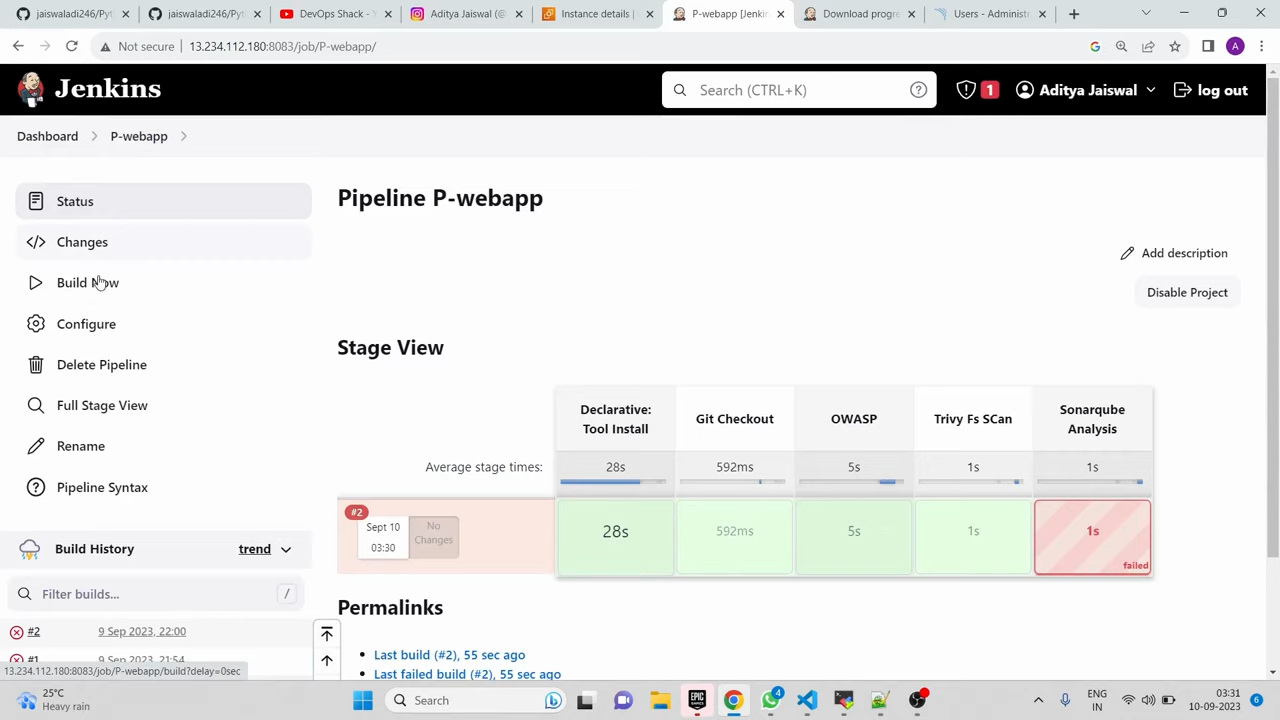 jaiswaladi246/P
jaiswaladi246/P
DevOps Stack - Y
Aditya Jaiswal (@
Instance details |
P-webapp [Jenkin
Download progre
Users - Administr
Not secure
13.234.112.180:8083/job/P-webapp/
A
Jenkins
Search (CTRL+K)
?
1
Aditya Jaiswal
log out
Dashboard
P-webapp
Status
Changes
Build Now
Configure
Delete Pipeline
Full Stage View
Rename
Pipeline Syntax
Pipeline P-webapp
Add description
Disable Project
Stage View
Declarative:
Tool Install
Git Checkout
OWASP
Trivy Fs SCan
Sonarqube
Analysis
Average stage times:
28s
592ms
5s
1s
1s
#2
Sept 10
03:30
No
Changes
28s
592ms
5s
1s
1s
failed
Build History
trend
Filter builds...
/
#2
9 Sep 2023, 22:00
#1
9 Sep 2023, 21:54
Permalinks
Last build (#2), 55 sec ago
Last failed build (#2), 55 sec ago
13.234.112.180:8083/job/P-webapp/build?delay=0sec
25°C
Heavy rain
Search
EPIC
GAMES
4
ENG
IN
03:31
10-09-2023
6